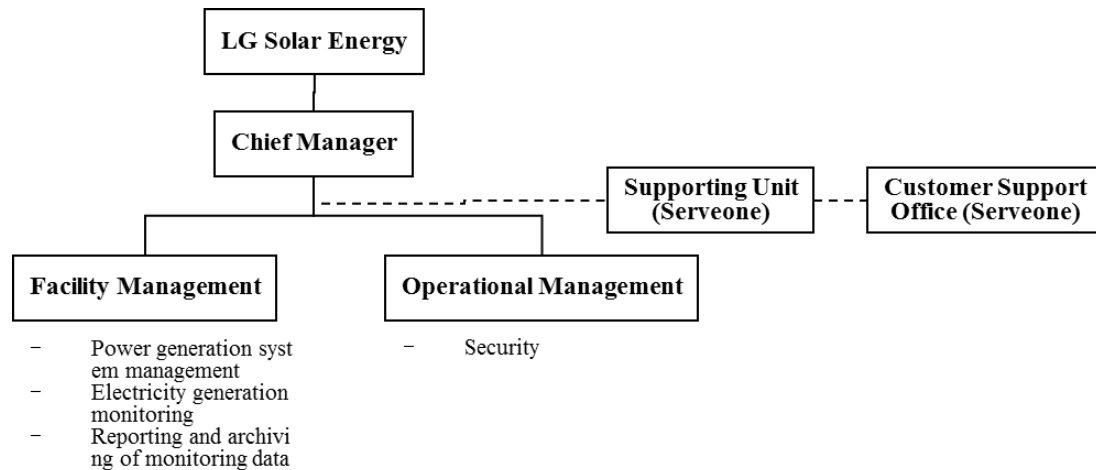 LG Solar Energy
Chief Manager
Supporting Unit
(Serveone)
Customer Support
Office (Serveone)
Facility Management
Operational Management
− Power generation syst
em management
− Electricity generation
monitoring
− Reporting and archivi
ng of monitoring data
− Security